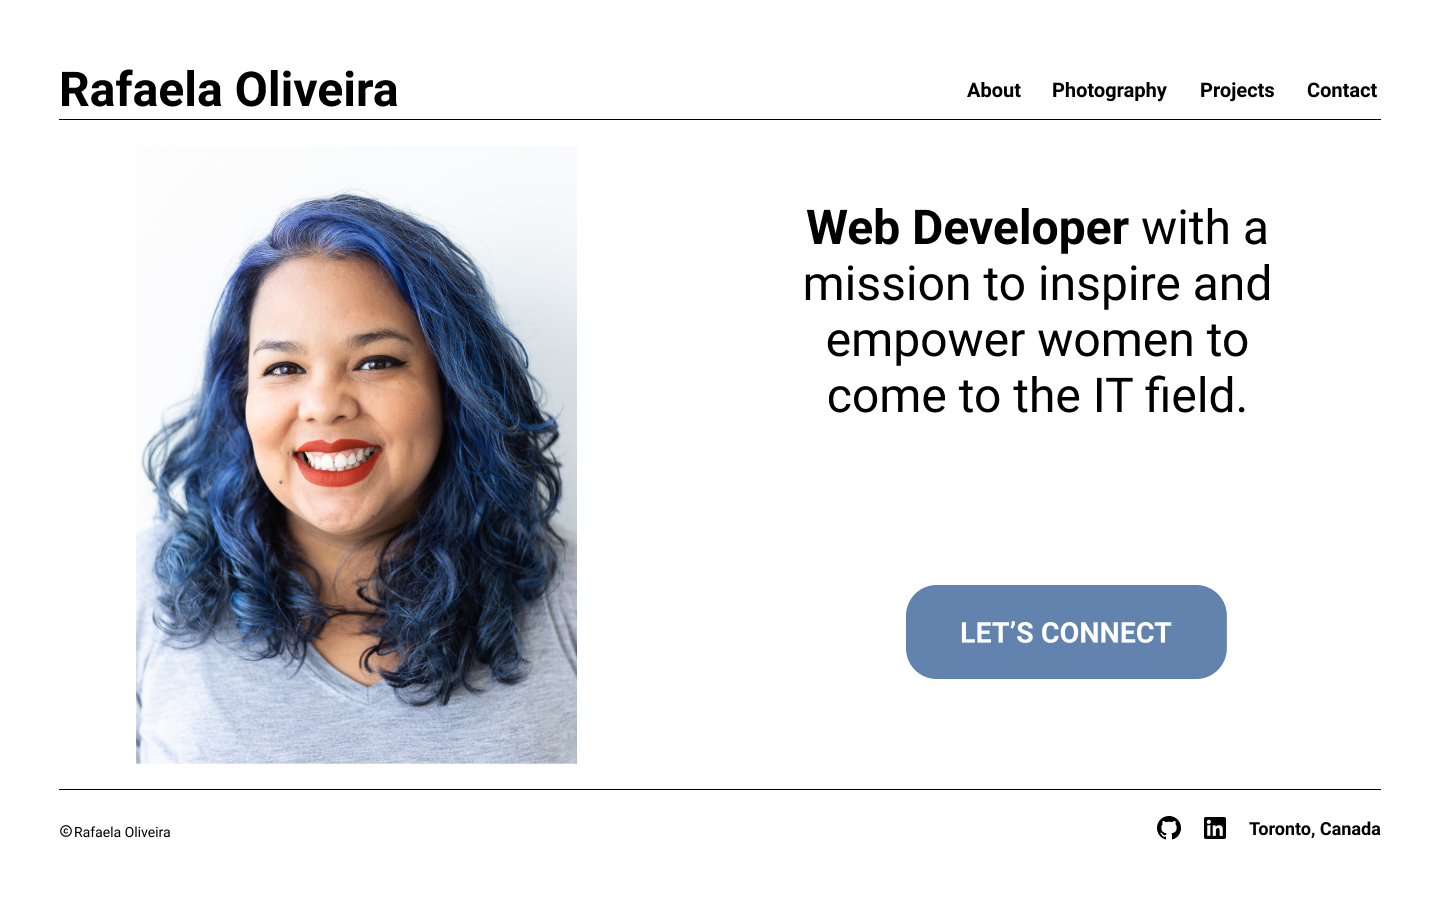 Rafaela Oliveira
About Photography Projects Contact
Web Developer with a
mission to inspire and
empower women to
come to the IT field.
LET’S CONNECT
©Rafaela Oliveira
in Toronto, Canada